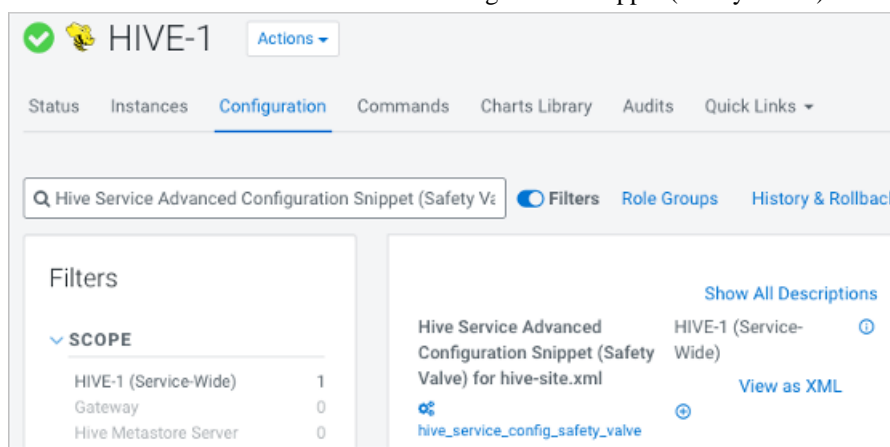 HIVE-1 Actions
Status Instances Configuration Commands Charts Library Audits Quick Links
Hive Service Advanced Configuration Snippet (Safety Va Filters Role Groups History & Rollback
Filters
Show All Descriptions
SCOPE
Hive Service Advanced HIVE-1 (Service-
Configuration Snippet (Safety Wide)
Valve) for hive-site.xml
View as XML
HIVE-1 (Service-Wide) 1
Gateway 0
Hive Metastore Server 0
hive_service_config_safety_valve